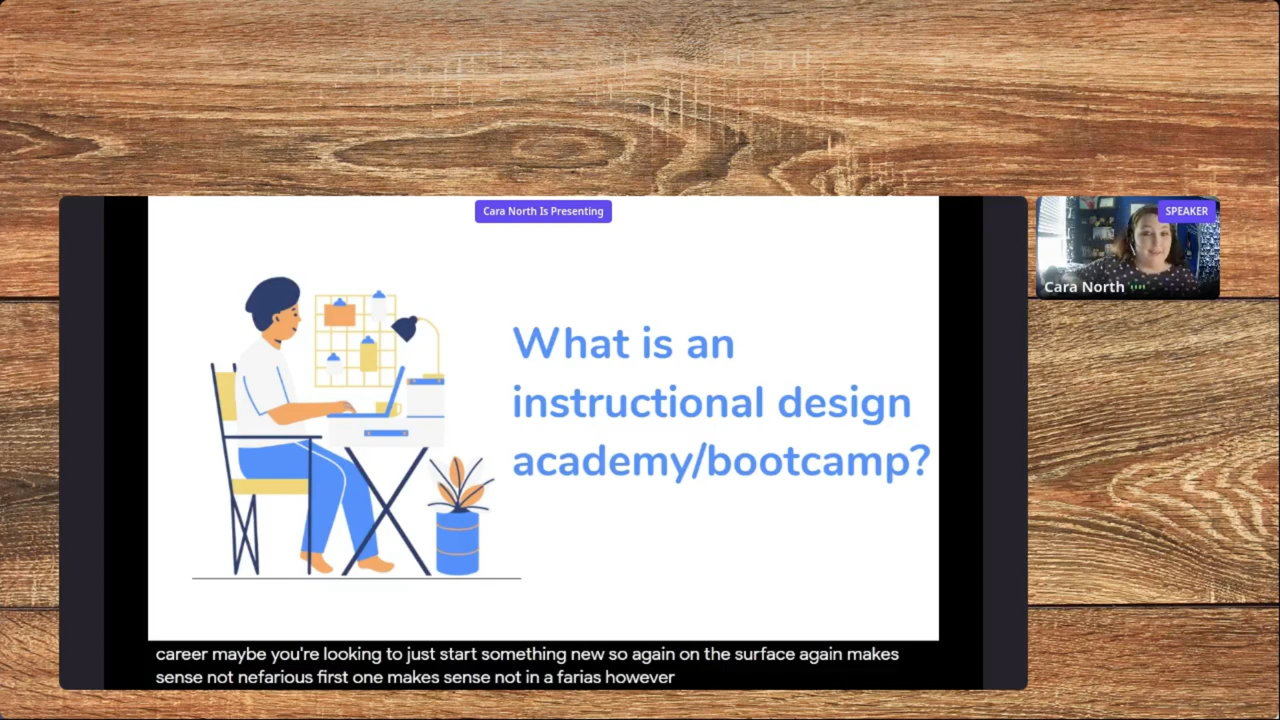 Cara North Is Presenting
SPEAKER
Cara North
What is an
instructional design
academy/bootcamp?
career maybe you're looking to just start something new so again on the surface again makes
sense not nefarious first one makes sense not in a farias however